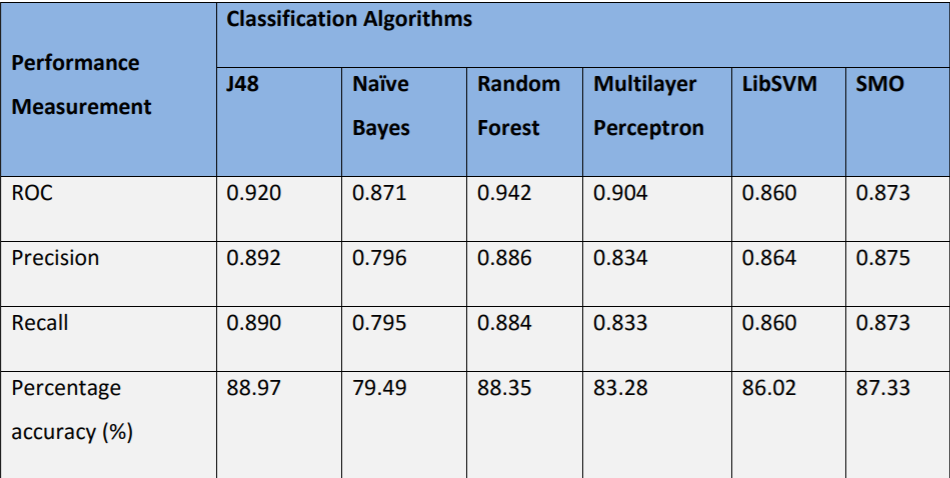 Performance Measurement
Classification Algorithms
J48
Naïve Bayes
Random Forest
Multilayer Perceptron
LibSVM
SMO
ROC 0.920 0.871 0.942 0.904 0.860 0.873
Precision 0.892 0.796 0.886 0.834 0.864 0.875
Recall 0.890 0.795 0.884 0.833 0.860 0.873
Percentage accuracy (%) 88.97 79.49 88.35 83.28 86.02 87.33